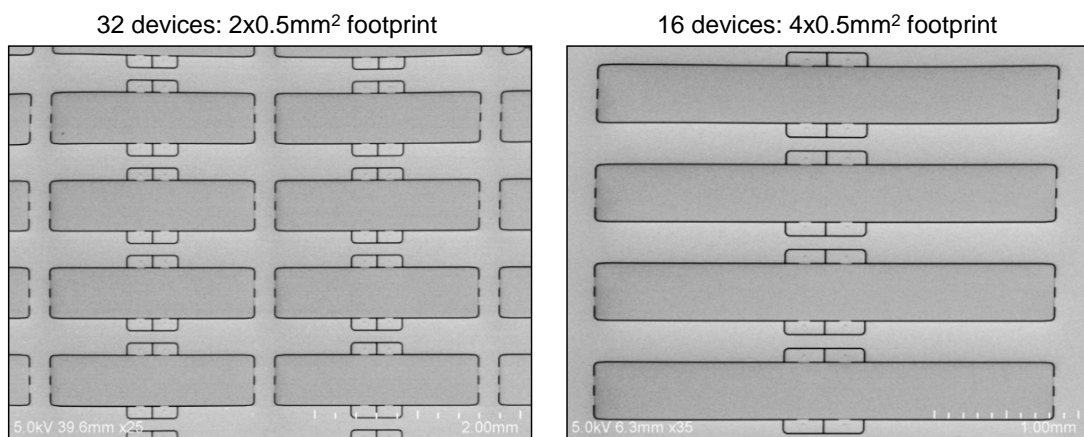 32 devices: 2x0.5mm² footprint
16 devices: 4x0.5mm² footprint
5.0kV 39.6mm x25
2.00mm
5.0kV 6.3mm x35
1.00mm